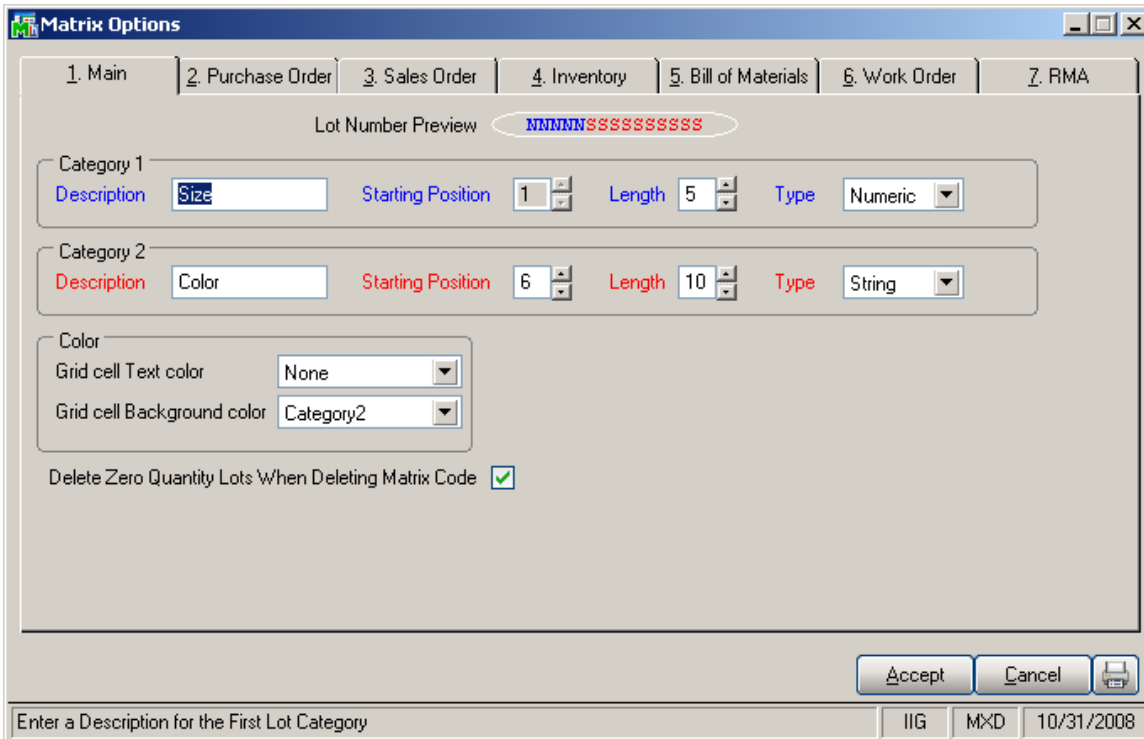 Matrix Options
1. Main 2. Purchase Order 3. Sales Order 4. Inventory 5. Bill of Materials 6. Work Order 7. RMA
Lot Number Preview NNNNNSSSSSSSSSS
Category 1
Description Size Starting Position 1 Length 5 Type Numeric
Category 2
Description Color Starting Position 6 Length 10 Type String
Color
Grid cell Text color None
Grid cell Background color Category2
Delete Zero Quantity Lots When Deleting Matrix Code
Accept Cancel
Enter a Description for the First Lot Category IIG MXD 10/31/2008